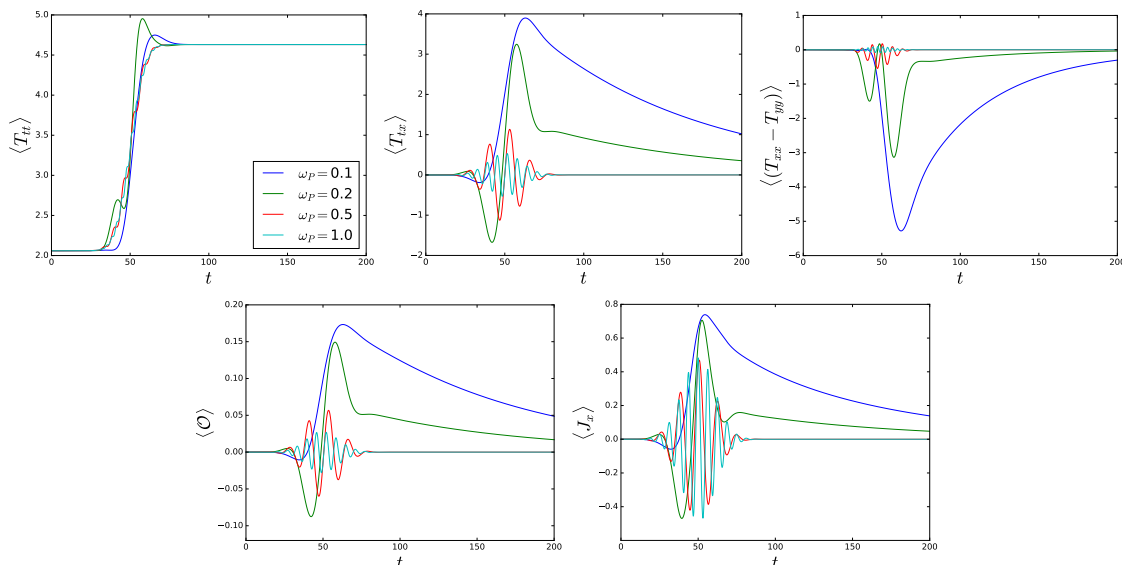 ⟨T_tt⟩
5.0
4.5
4.0
3.5
3.0
2.5
2.0
0 50 100 150 200
t
ω_P = 0.1
ω_P = 0.2
ω_P = 0.5
ω_P = 1.0
⟨T_tx⟩
4
3
2
1
0
−1
−2
0 50 100 150 200
t
⟨(T_xx − T_yy)⟩
1
0
−1
−2
−3
−4
−5
−6
0 50 100 150 200
t
⟨𝒪⟩
0.20
0.15
0.10
0.05
0.00
−0.05
−0.10
0 50 100 150 200
t
⟨J_x⟩
0.8
0.6
0.4
0.2
0.0
−0.2
−0.4
0 50 100 150 200
t